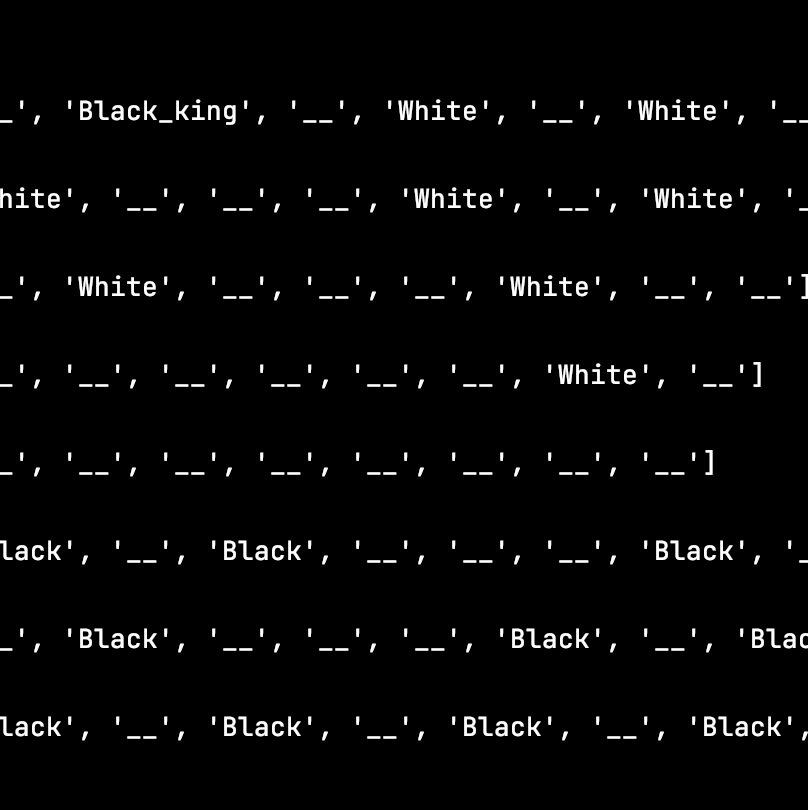 _', 'Black_king', '__', 'White', '__', 'White', '__
hite', '__', '__', '__', 'White', '__', 'White', '_
_', 'White', '__', '__', '__', 'White', '__', '__']
_', '__', '__', '__', '__', '__', 'White', '__']
_', '__', '__', '__', '__', '__', '__', '__']
lack', '__', 'Black', '__', '__', '__', 'Black', '_
_', 'Black', '__', '__', '__', 'Black', '__', 'Blac
lack', '__', 'Black', '__', 'Black', '__', 'Black',